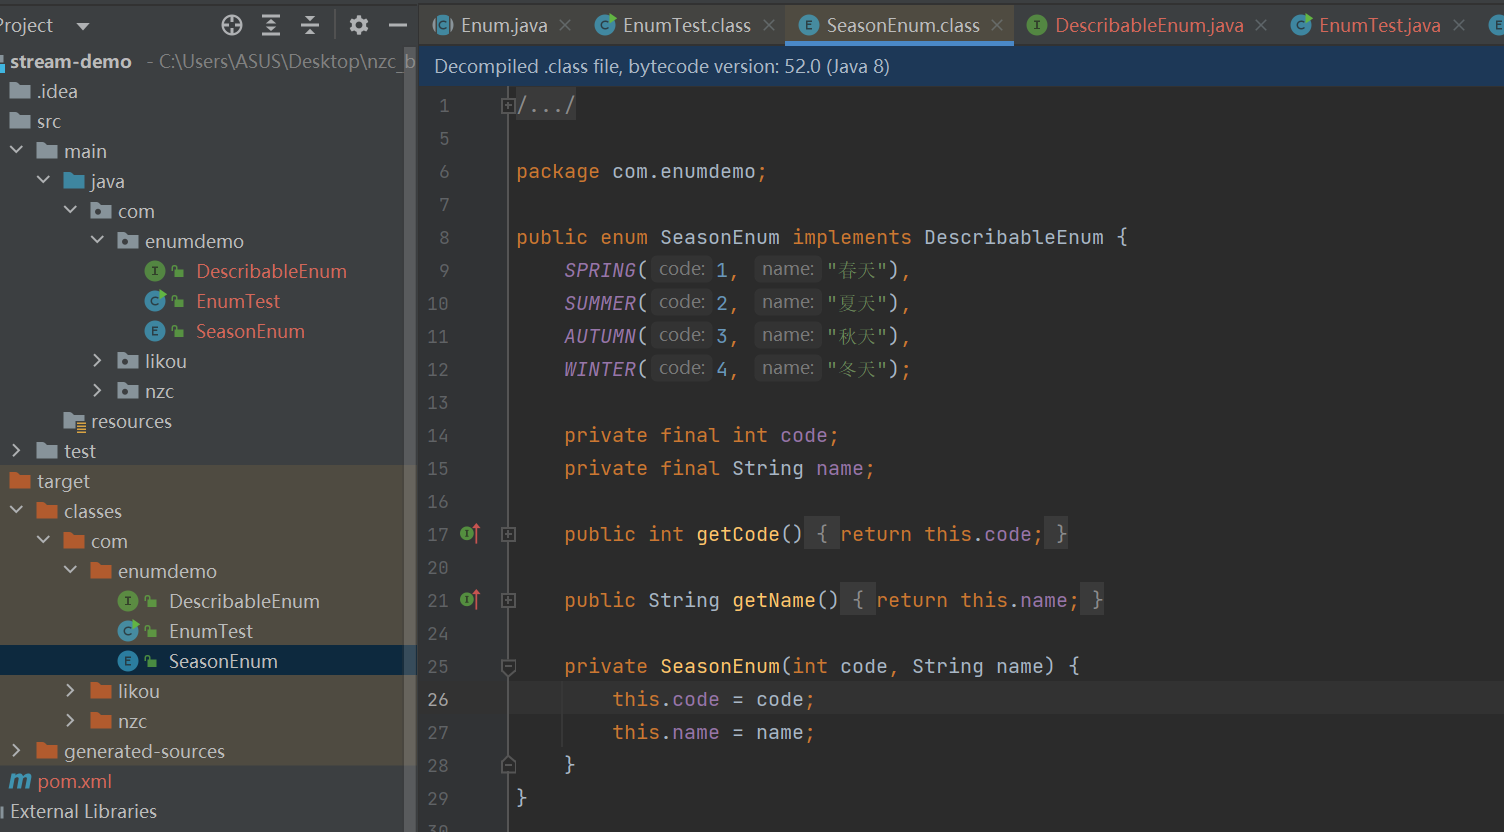 Project
stream-demo - C:\Users\ASUS\Desktop\nzc_b
.idea
src
main
java
com
enumdemo
DescribableEnum
EnumTest
SeasonEnum
likou
nzc
resources
test
target
classes
com
enumdemo
DescribableEnum
EnumTest
SeasonEnum
likou
nzc
generated-sources
pom.xml
External Libraries
Enum.java EnumTest.class SeasonEnum.class DescribableEnum.java EnumTest.java
Decompiled .class file, bytecode version: 52.0 (Java 8)
1 /.../
5
6 package com.enumdemo;
7
8 public enum SeasonEnum implements DescribableEnum {
9 SPRING( code: 1, name: "春天"),
10 SUMMER( code: 2, name: "夏天"),
11 AUTUMN( code: 3, name: "秋天"),
12 WINTER( code: 4, name: "冬天");
13
14 private final int code;
15 private final String name;
16
17 public int getCode() { return this.code; }
20
21 public String getName() { return this.name; }
24
25 private SeasonEnum(int code, String name) {
26 this.code = code;
27 this.name = name;
28 }
29 }
30